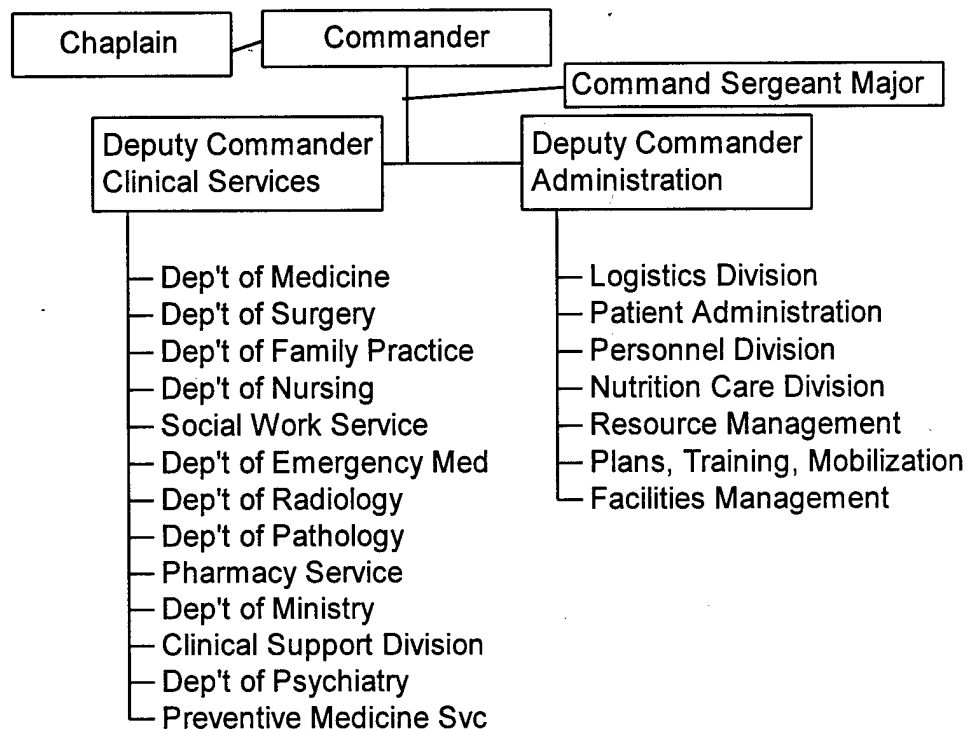 Chaplain
Commander
Command Sergeant Major
Deputy Commander
Clinical Services
Deputy Commander
Administration
Dep't of Medicine
Dep't of Surgery
Dep't of Family Practice
Dep't of Nursing
Social Work Service
Dep't of Emergency Med
Dep't of Radiology
Dep't of Pathology
Pharmacy Service
Dep't of Ministry
Clinical Support Division
Dep't of Psychiatry
Preventive Medicine Svc
Logistics Division
Patient Administration
Personnel Division
Nutrition Care Division
Resource Management
Plans, Training, Mobilization
Facilities Management